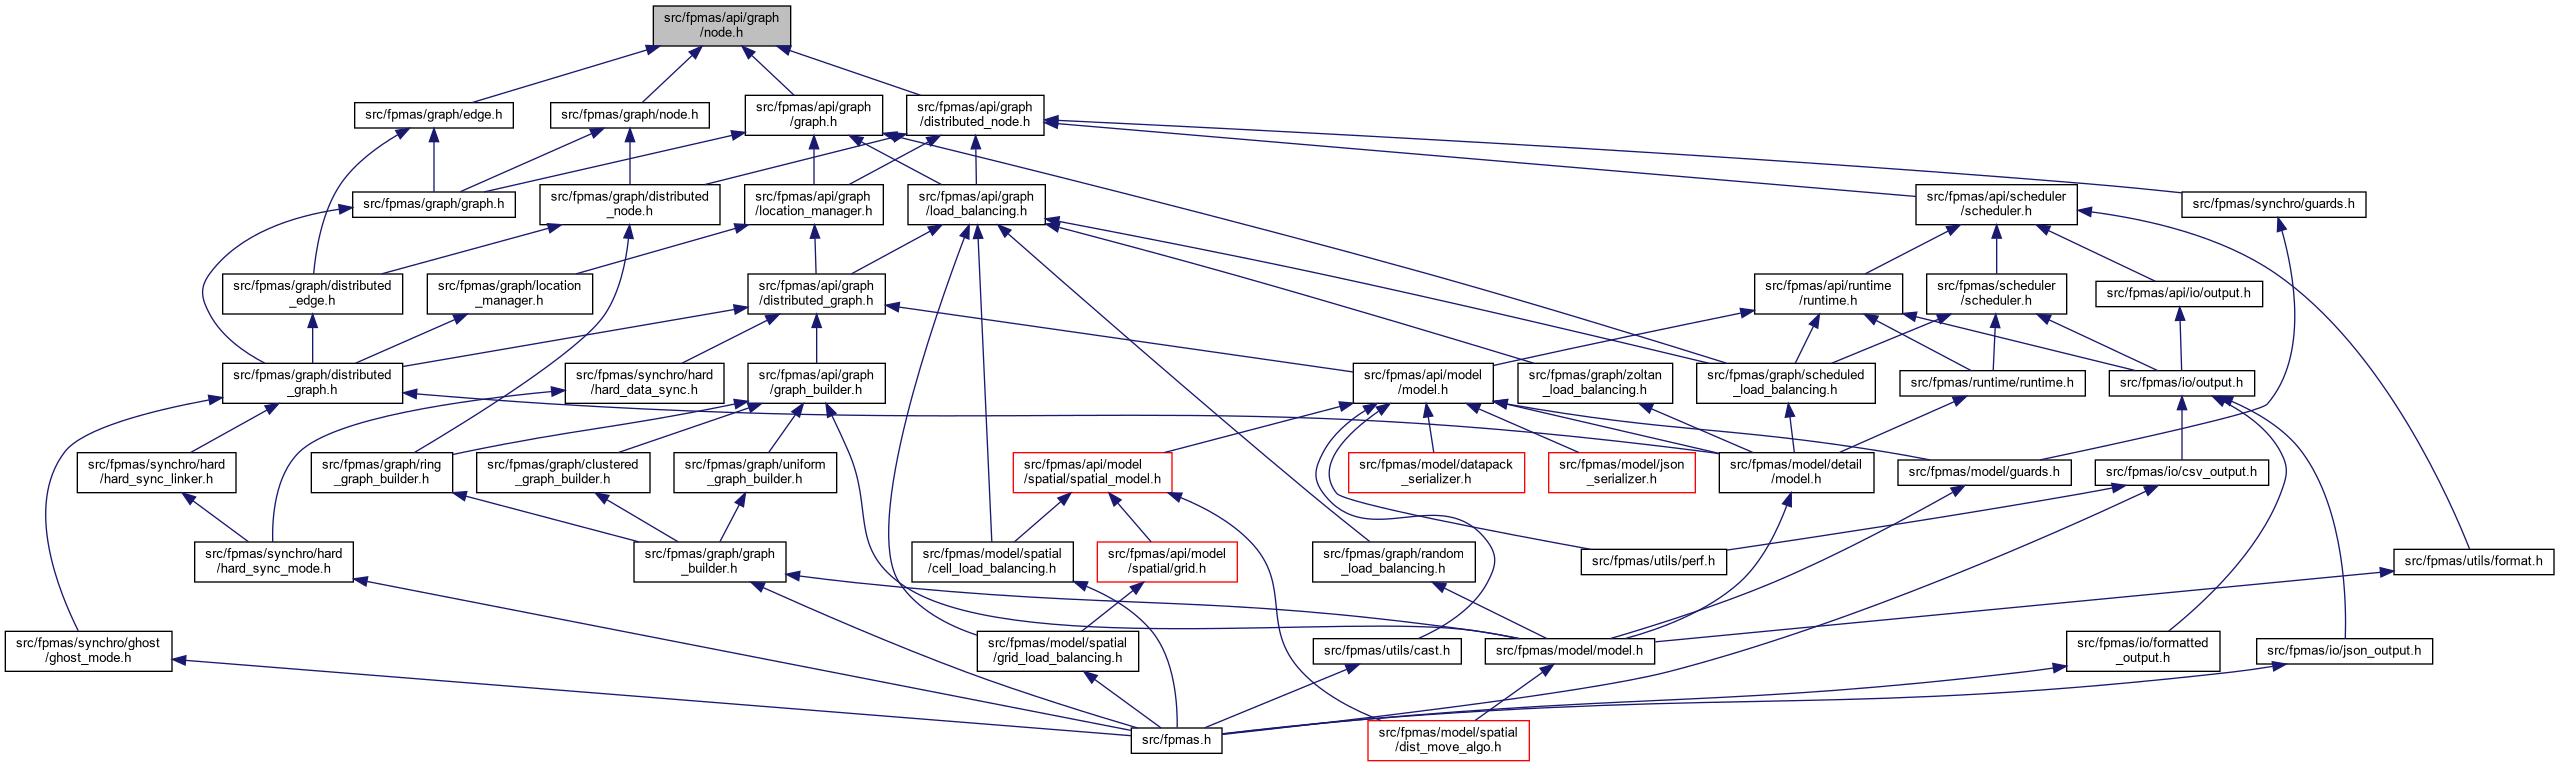 src/fpmas/api/graph
/node.h
src/fpmas/graph/edge.h
src/fpmas/graph/node.h
src/fpmas/api/graph
/graph.h
src/fpmas/api/graph
/distributed_node.h
src/fpmas/graph/graph.h
src/fpmas/graph/distributed
_node.h
src/fpmas/api/graph
/location_manager.h
src/fpmas/api/graph
/load_balancing.h
src/fpmas/api/scheduler
/scheduler.h
src/fpmas/synchro/guards.h
src/fpmas/graph/distributed
_edge.h
src/fpmas/graph/location
_manager.h
src/fpmas/api/graph
/distributed_graph.h
src/fpmas/api/runtime
/runtime.h
src/fpmas/scheduler
/scheduler.h
src/fpmas/api/io/output.h
src/fpmas/graph/distributed
_graph.h
src/fpmas/synchro/hard
/hard_data_sync.h
src/fpmas/api/graph
/graph_builder.h
src/fpmas/api/model
/model.h
src/fpmas/graph/zoltan
_load_balancing.h
src/fpmas/graph/scheduled
_load_balancing.h
src/fpmas/runtime/runtime.h
src/fpmas/io/output.h
src/fpmas/synchro/hard
/hard_sync_linker.h
src/fpmas/graph/ring
_graph_builder.h
src/fpmas/graph/clustered
_graph_builder.h
src/fpmas/graph/uniform
_graph_builder.h
src/fpmas/api/model
/spatial/spatial_model.h
src/fpmas/model/datapack
_serializer.h
src/fpmas/model/json
_serializer.h
src/fpmas/model/detail
/model.h
src/fpmas/model/guards.h
src/fpmas/io/csv_output.h
src/fpmas/synchro/hard
/hard_sync_mode.h
src/fpmas/graph/graph
_builder.h
src/fpmas/model/spatial
/cell_load_balancing.h
src/fpmas/api/model
/spatial/grid.h
src/fpmas/graph/random
_load_balancing.h
src/fpmas/utils/perf.h
src/fpmas/utils/format.h
src/fpmas/synchro/ghost
/ghost_mode.h
src/fpmas/model/spatial
/grid_load_balancing.h
src/fpmas/utils/cast.h
src/fpmas/model/model.h
src/fpmas/io/formatted
_output.h
src/fpmas/io/json_output.h
src/fpmas.h
src/fpmas/model/spatial
/dist_move_algo.h